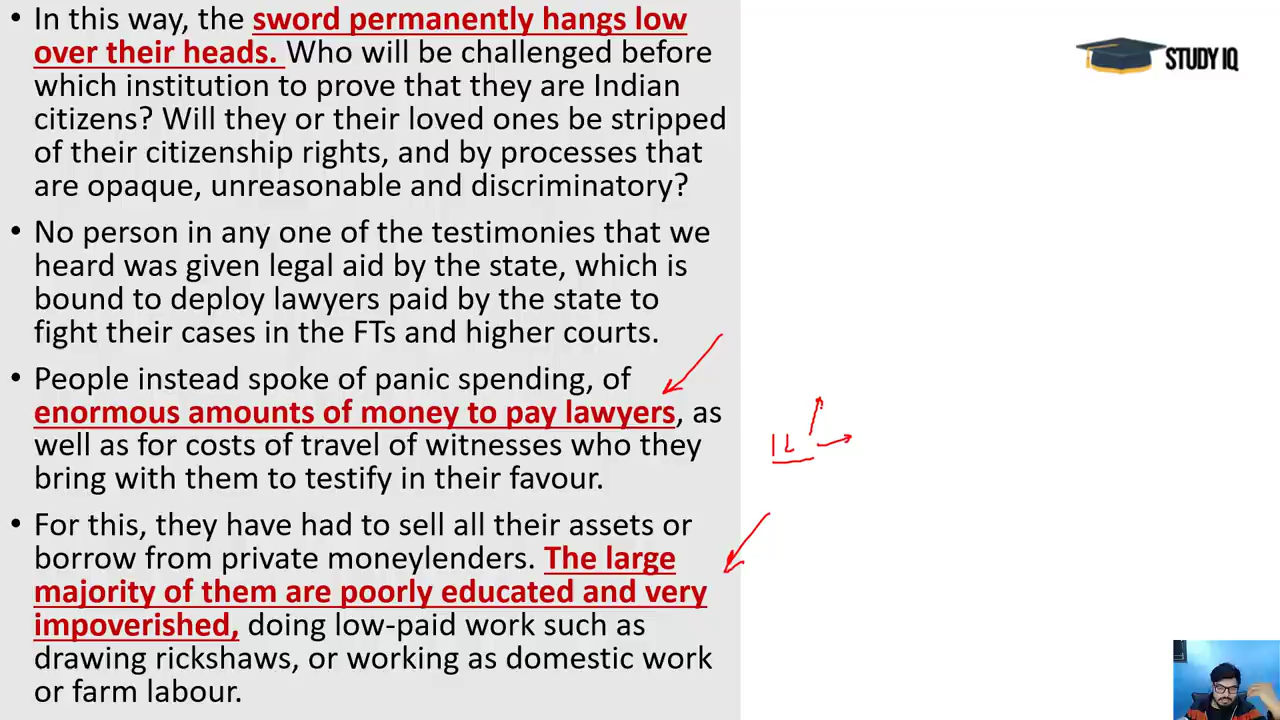 • In this way, the sword permanently hangs low
over their heads. Who will be challenged before
which institution to prove that they are Indian
citizens? Will they or their loved ones be stripped
of their citizenship rights, and by processes that
are opaque, unreasonable and discriminatory?
• No person in any one of the testimonies that we
heard was given legal aid by the state, which is
bound to deploy lawyers paid by the state to
fight their cases in the FTs and higher courts.
• People instead spoke of panic spending, of
enormous amounts of money to pay lawyers, as
well as for costs of travel of witnesses who they
bring with them to testify in their favour.
• For this, they have had to sell all their assets or
borrow from private moneylenders. The large
majority of them are poorly educated and very
impoverished, doing low-paid work such as
drawing rickshaws, or working as domestic work
or farm labour.
STUDY IQ